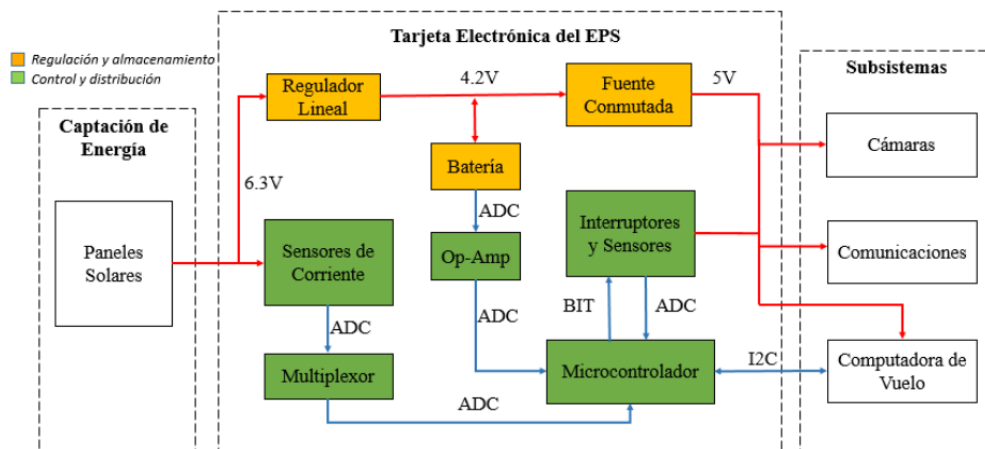 Tarjeta Electrónica del EPS
Regulación y almacenamiento
Control y distribución
Captación de
Energía
Paneles
Solares
6.3V
Regulador
Lineal
4.2V
Fuente
Conmutada
5V
Batería
ADC
Sensores de
Corriente
Op-Amp
Interruptores
y Sensores
ADC
ADC
BIT
ADC
Multiplexor
ADC
Microcontrolador
I2C
Subsistemas
Cámaras
Comunicaciones
Computadora de
Vuelo